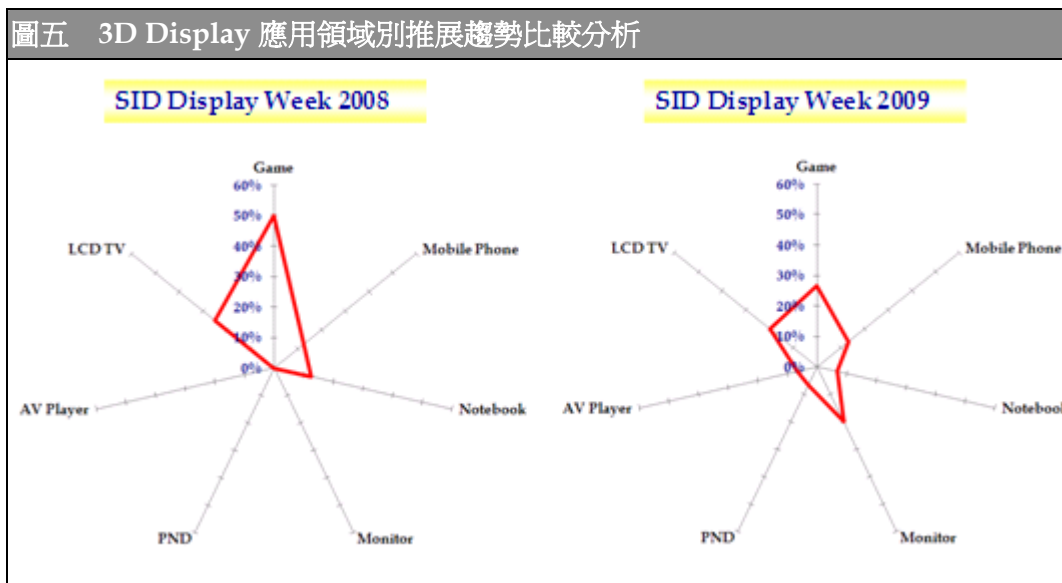 圖五 3D Display 應用領域別推展趨勢比較分析
SID Display Week 2008
Game
60%
50%
40%
30%
20%
10%
0%
LCD TV
Mobile Phone
AV Player
Notebook
PND
Monitor
SID Display Week 2009
Game
60%
50%
40%
30%
20%
10%
0%
LCD TV
Mobile Phone
AV Player
Notebook
PND
Monitor